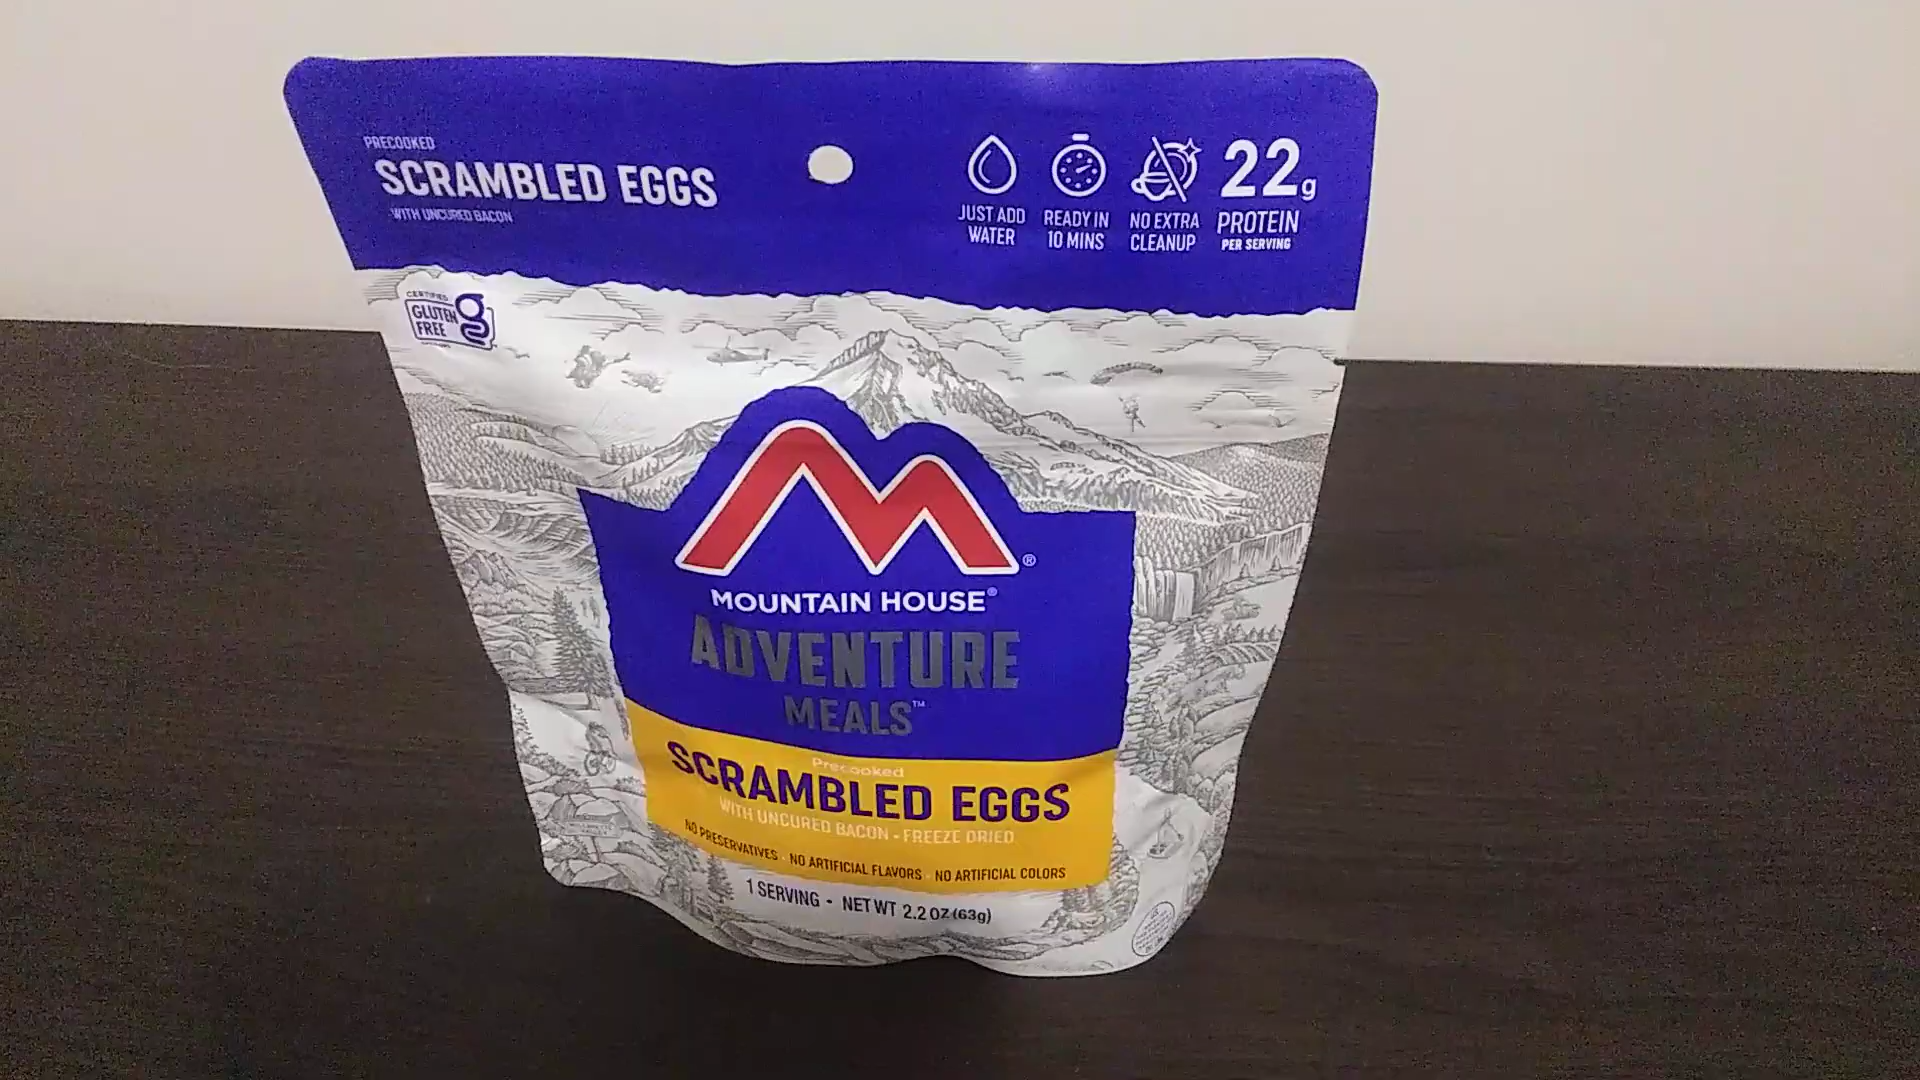 PRECOOKED
SCRAMBLED EGGS
WITH UNCURED BACON
JUST ADD
WATER
READY IN
10 MINS
NO EXTRA
CLEANUP
22g
PROTEIN
PER SERVING
CERTIFIED
GLUTEN
FREE
MOUNTAIN HOUSE®
ADVENTURE
MEALS™
Precooked
SCRAMBLED EGGS
WITH UNCURED BACON - FREEZE DRIED
NO PRESERVATIVES · NO ARTIFICIAL FLAVORS · NO ARTIFICIAL COLORS
1 SERVING • NET WT 2.2 OZ (63g)